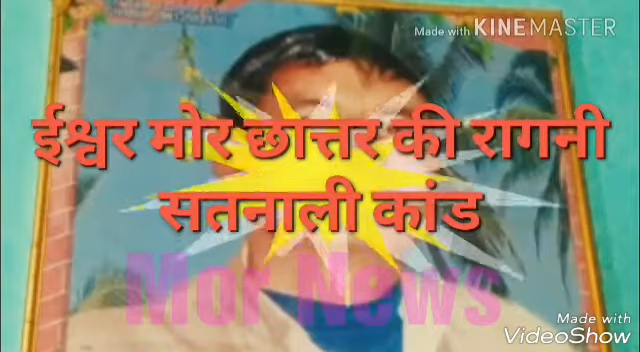 Made with KINEMASTER
ईश्वर मोर छात्तर की रागनी
सतनाली कांड
Mor News
Made with
VideoShow